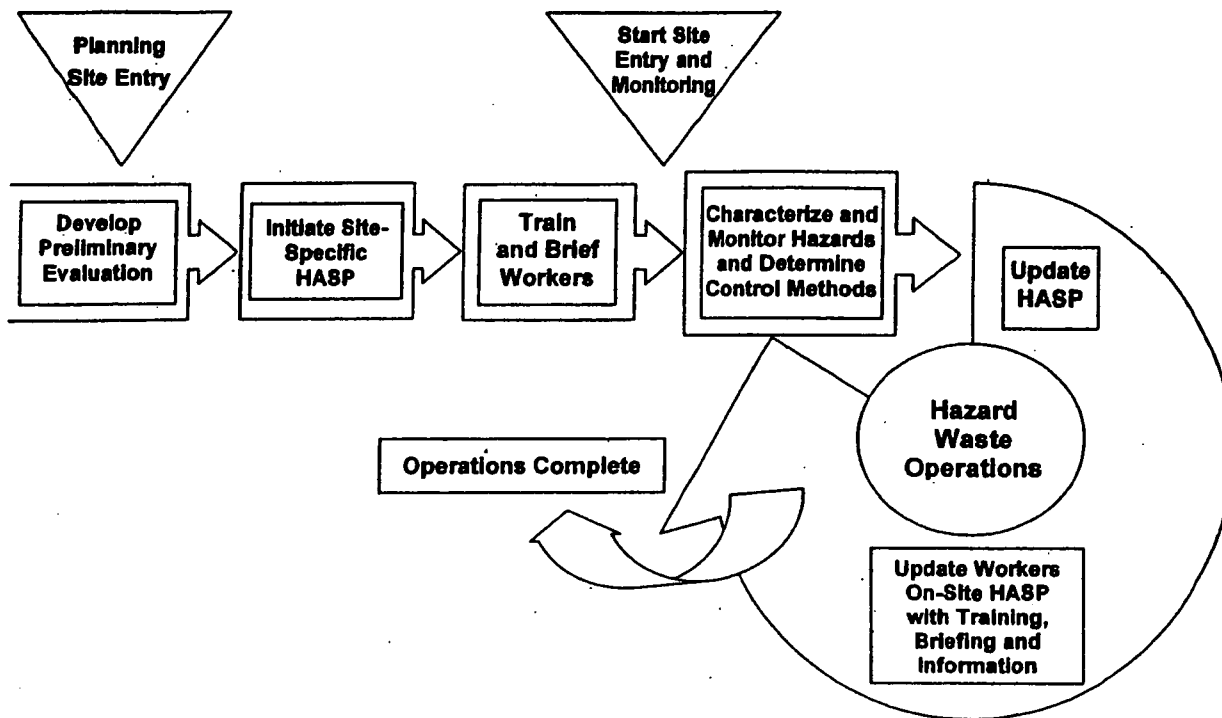 Planning
Site Entry
Start Site
Entry and
Monitoring
Develop
Preliminary
Evaluation
Initiate Site-
Specific
HASP
Train
and Brief
Workers
Characterize and
Monitor Hazards
and Determine
Control Methods
Update
HASP
Hazard
Waste
Operations
Operations Complete
Update Workers
On-Site HASP
with Training,
Briefing and
Information